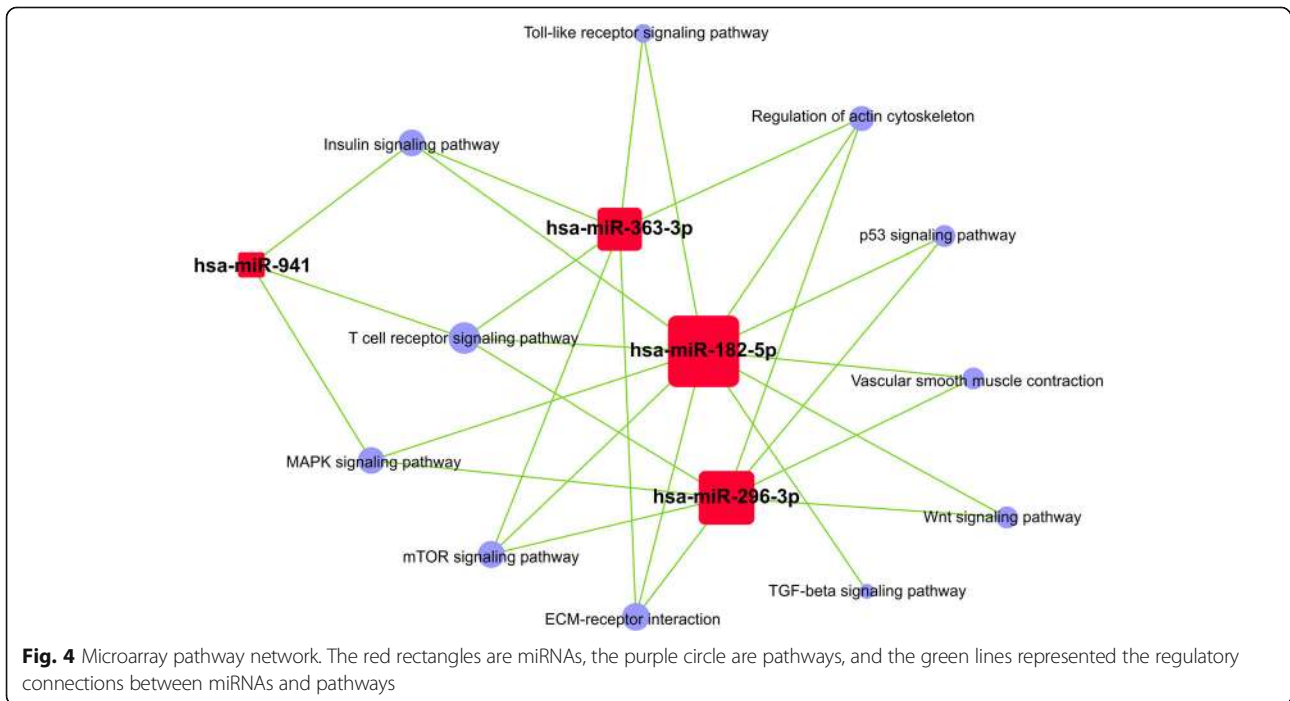 Toll-like receptor signaling pathway
Regulation of actin cytoskeleton
Insulin signaling pathway
hsa-miR-363-3p
p53 signaling pathway
hsa-miR-941
T cell receptor signaling pathway
hsa-miR-182-5p
Vascular smooth muscle contraction
MAPK signaling pathway
hsa-miR-296-3p
Wnt signaling pathway
mTOR signaling pathway
TGF-beta signaling pathway
ECM-receptor interaction
Fig. 4 Microarray pathway network. The red rectangles are miRNAs, the purple circle are pathways, and the green lines represented the regulatory
connections between miRNAs and pathways